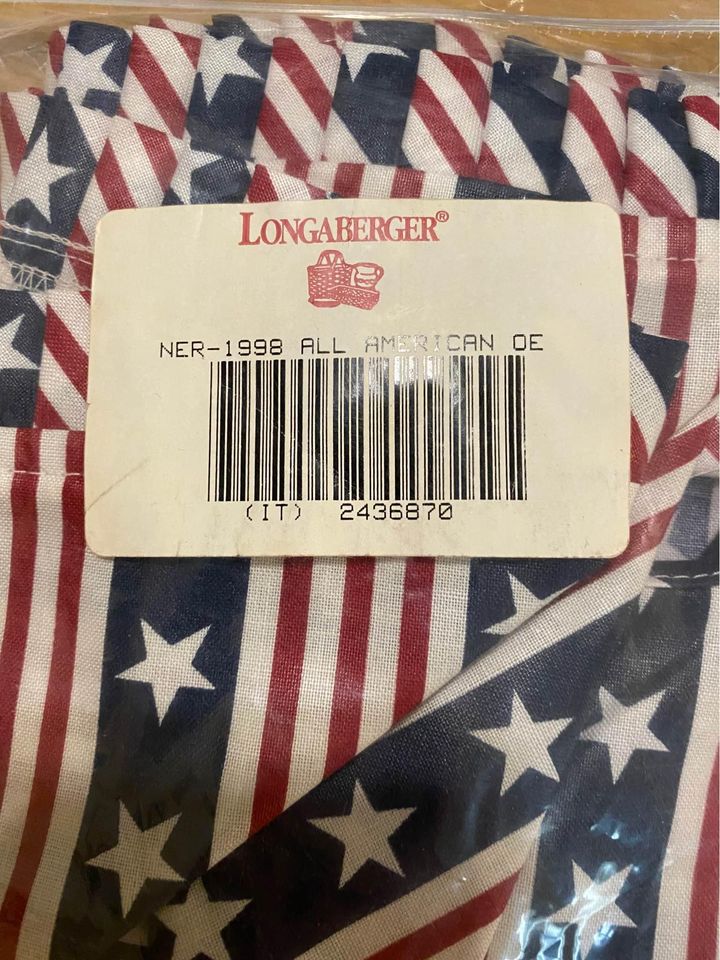 LONGABERGER®
NER-1998 ALL AMERICAN OE
(IT) 2436870